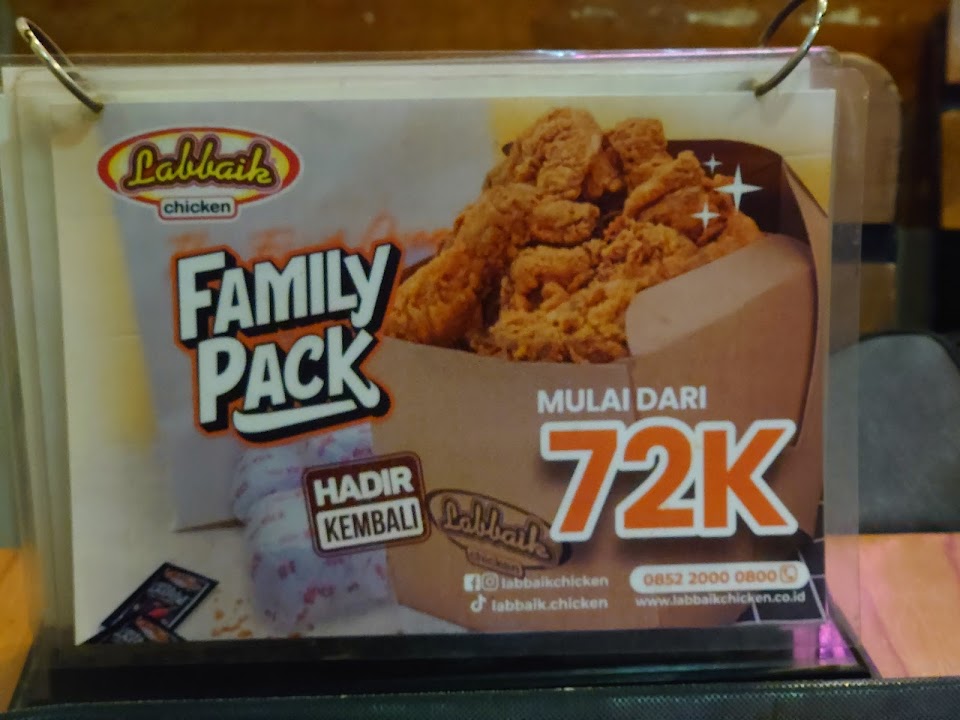 Labbaik
chicken
FAMILY
PACK
MULAI DARI
72K
HADIR
KEMBALI
Labbaik
chicken
labbaikchicken
labbaik.chicken
0852 2000 0800
www.labbaikchicken.co.id